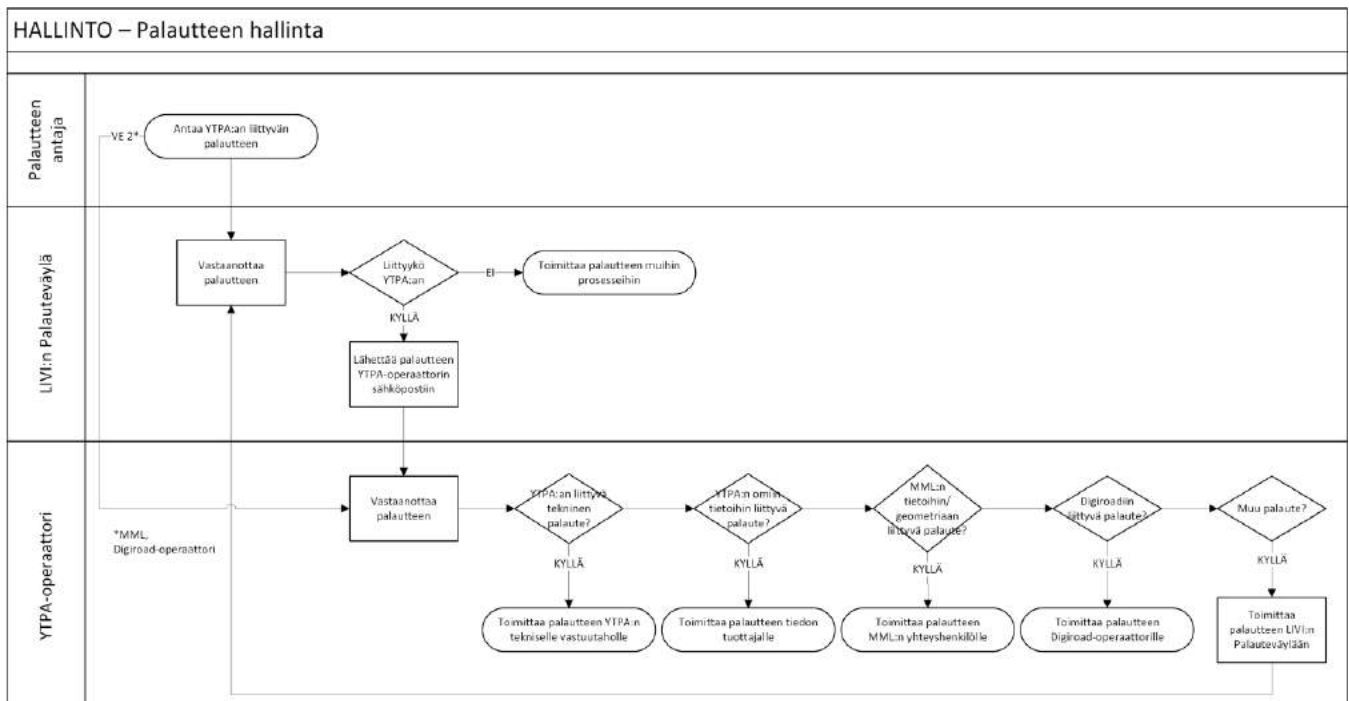 HALLINTO – Palautteen hallinta
Palautteen
antaja
VE 2*
Antaa YTPA:an liittyvän
palautteen
LIVI:n Palauteväylä
Vastaanottaa
palautteen
Liittyykö
YTPA:an
EI
Toimittaa palautteen muihin
prosesseihin
KYLLÄ
Lähettää palautteen
YTPA-operaattorin
sähköpostiin
YTPA-operaattori
*MML,
Digiroad-operaattori
Vastaanottaa
palautteen
YTPA:an liittyvä
tekninen
palaute?
YTPA:n omiin
tietoihin liittyvä
palaute?
MML:n
tietoihin/
geometriaan
liittyvä palaute?
Digiroadiin
liittyvä palaute?
Muu palaute?
KYLLÄ
KYLLÄ
KYLLÄ
KYLLÄ
KYLLÄ
Toimittaa palautteen YTPA:n
tekniselle vastuutaholle
Toimittaa palautteen tiedon
tuottajalle
Toimittaa palautteen
MML:n yhteyshenkilölle
Toimittaa palautteen
Digiroad-operaattorille
Toimittaa
palautteen LIVI:n
Palauteväylään